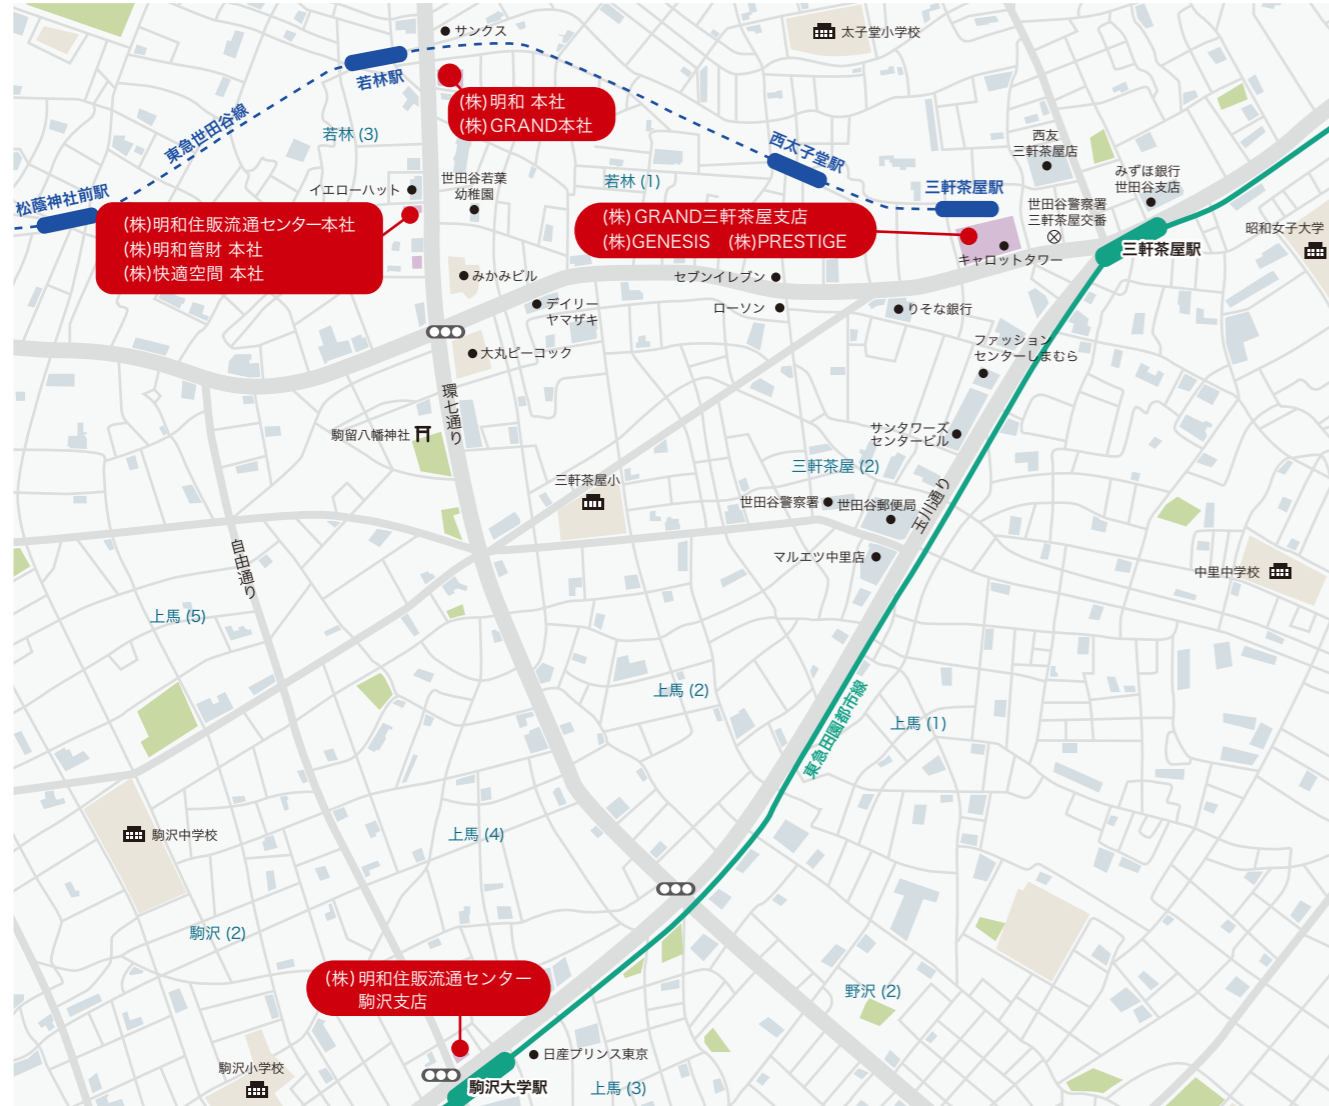 サンクス
太子堂小学校
若林駅
(株)明和 本社
(株)GRAND本社
東急世田谷線
若林 (3)
西太子堂駅
西友
三軒茶屋店
みずほ銀行
世田谷支店
松蔭神社前駅
イエローハット
世田谷若葉
幼稚園
若林 (1)
三軒茶屋駅
世田谷警察署
三軒茶屋交番
昭和女子大学
(株)明和住販流通センター本社
(株)明和管財 本社
(株)快適空間 本社
(株)GRAND三軒茶屋支店
(株)GENESIS (株)PRESTIGE
キャロットタワー
三軒茶屋駅
みかみビル
セブンイレブン
デイリー
ヤマザキ
ローソン
りそな銀行
大丸ピーコック
ファッション
センターしまむら
環七通り
駒留八幡神社
サンタワーズ
センタービル
三軒茶屋 (2)
三軒茶屋小
世田谷警察署
世田谷郵便局
玉川通り
マルエツ中里店
自由通り
中里中学校
上馬 (5)
上馬 (2)
東急田園都市線
上馬 (1)
駒沢中学校
上馬 (4)
駒沢 (2)
(株)明和住販流通センター
駒沢支店
野沢 (2)
日産プリンス東京
駒沢小学校
駒沢大学駅
上馬 (3)